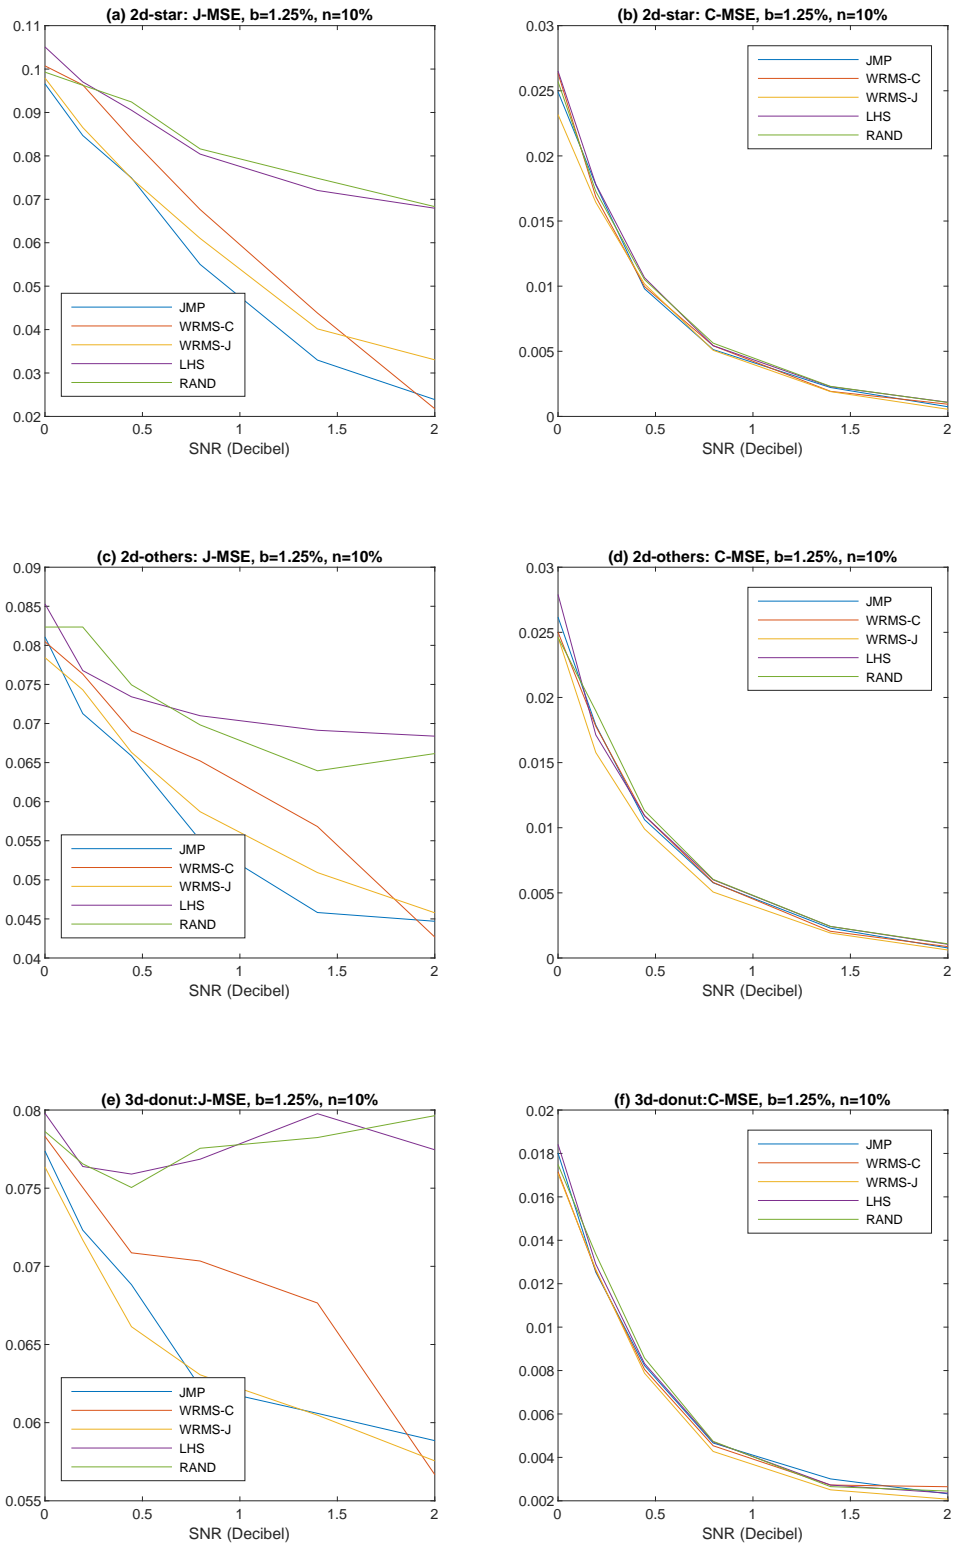 (a) 2d-star: J-MSE, b=1.25%, n=10%
0.11
0.1
0.09
0.08
0.07
0.06
0.05
0.04
0.03
0.02
JMP
WRMS-C
WRMS-J
LHS
RAND
0 0.5 1 1.5 2
SNR (Decibel)
(b) 2d-star: C-MSE, b=1.25%, n=10%
0.03
0.025
0.02
0.015
0.01
0.005
0
JMP
WRMS-C
WRMS-J
LHS
RAND
0 0.5 1 1.5 2
SNR (Decibel)
(c) 2d-others: J-MSE, b=1.25%, n=10%
0.09
0.085
0.08
0.075
0.07
0.065
0.06
0.055
0.05
0.045
0.04
JMP
WRMS-C
WRMS-J
LHS
RAND
0 0.5 1 1.5 2
SNR (Decibel)
(d) 2d-others: C-MSE, b=1.25%, n=10%
0.03
0.025
0.02
0.015
0.01
0.005
0
JMP
WRMS-C
WRMS-J
LHS
RAND
0 0.5 1 1.5 2
SNR (Decibel)
(e) 3d-donut:J-MSE, b=1.25%, n=10%
0.08
0.075
0.07
0.065
0.06
0.055
JMP
WRMS-C
WRMS-J
LHS
RAND
0 0.5 1 1.5 2
SNR (Decibel)
(f) 3d-donut:C-MSE, b=1.25%, n=10%
0.02
0.018
0.016
0.014
0.012
0.01
0.008
0.006
0.004
0.002
JMP
WRMS-C
WRMS-J
LHS
RAND
0 0.5 1 1.5 2
SNR (Decibel)